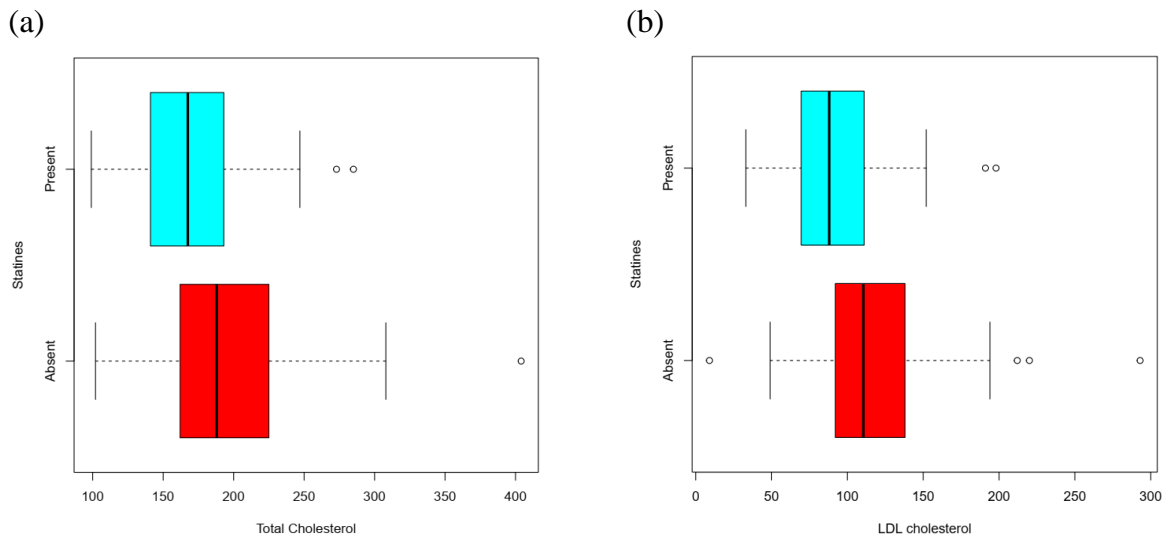 (a)
Statines
Present
Absent
100 150 200 250 300 350 400
Total Cholesterol
(b)
Statines
Present
Absent
0 50 100 150 200 250 300
LDL cholesterol